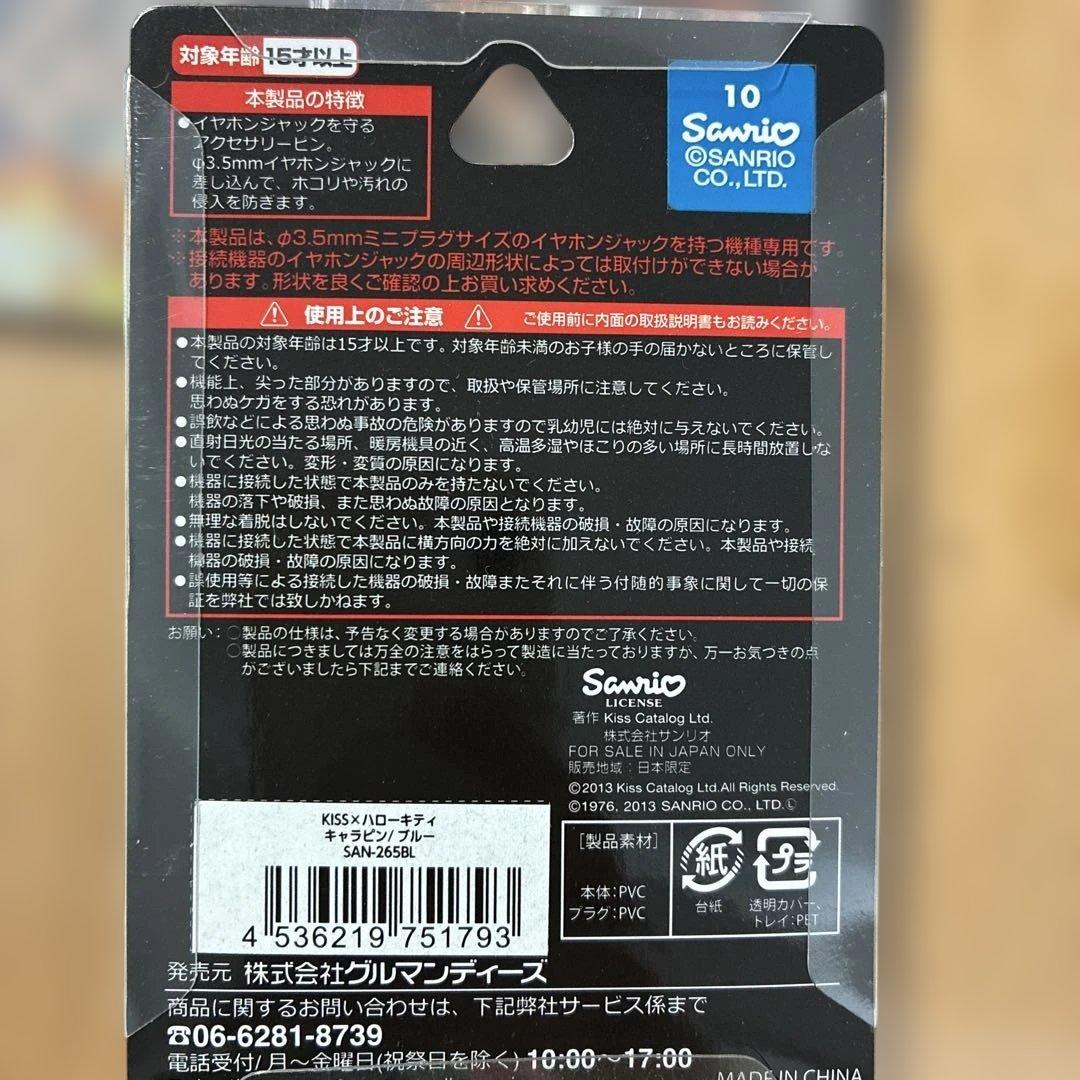 対象年齢 15才以上
本製品の特徴
●イヤホンジャックを守る
アクセサリーピン。
φ3.5mmイヤホンジャックに
差し込んで、ホコリや汚れの
侵入を防ぎます。
10
Sanrio
©SANRIO
CO.,LTD.
※本製品は、φ3.5mmミニプラグサイズのイヤホンジャックを持つ機種専用です。
※接続機器のイヤホンジャックの周辺形状によっては取付けができない場合が
あります。形状を良くご確認の上お買い求めください。
使用上のご注意 ご使用前に内面の取扱説明書もお読みください。
●本製品の対象年齢は15才以上です。対象年齢未満のお子様の手の届かないところに保管し
てください。
●機能上、尖った部分がありますので、取扱や保管場所に注意してください。
思わぬケガをする恐れがあります。
●誤飲などによる思わぬ事故の危険がありますので乳幼児には絶対に与えないでください。
●直射日光の当たる場所、暖房機具の近く、高温多湿やほこりの多い場所に長時間放置しな
いでください。変形・変質の原因になります。
●機器に接続した状態で本製品のみを持たないでください。
機器の落下や破損、また思わぬ故障の原因となります。
●無理な着脱はしないでください。本製品や接続機器の破損・故障の原因になります。
●機器に接続した状態で本製品に横方向の力を絶対に加えないでください。本製品や接続
機器の破損・故障の原因になります。
●誤使用等による接続した機器の破損・故障またそれに伴う付随的事象に関して一切の保
証を弊社では致しかねます。
お願い：○製品の仕様は、予告なく変更する場合がありますのでご了承ください。
○製品につきましては万全の注意をはらって製造に当たっておりますが、万一お気つきの点
がございましたら下記までご連絡ください。
Sanrio
LICENSE
著作 Kiss Catalog Ltd.
株式会社サンリオ
FOR SALE IN JAPAN ONLY
販売地域：日本限定
©2013 Kiss Catalog Ltd.All Rights Reserved.
©1976, 2013 SANRIO CO., LTD.Ⓛ
KISS×ハローキティ
キャラピン/ ブルー
SAN-265BL
4 536219 751793
[製品素材]
本体：PVC
プラグ：PVC
紙
台紙
プラ
透明カバー、
トレイ：PET
発売元 株式会社グルマンディーズ
商品に関するお問い合わせは、下記弊社サービス係まで
☎06-6281-8739
電話受付/ 月〜金曜日(祝祭日を除く) 10:00〜17:00
MADE IN CHINA